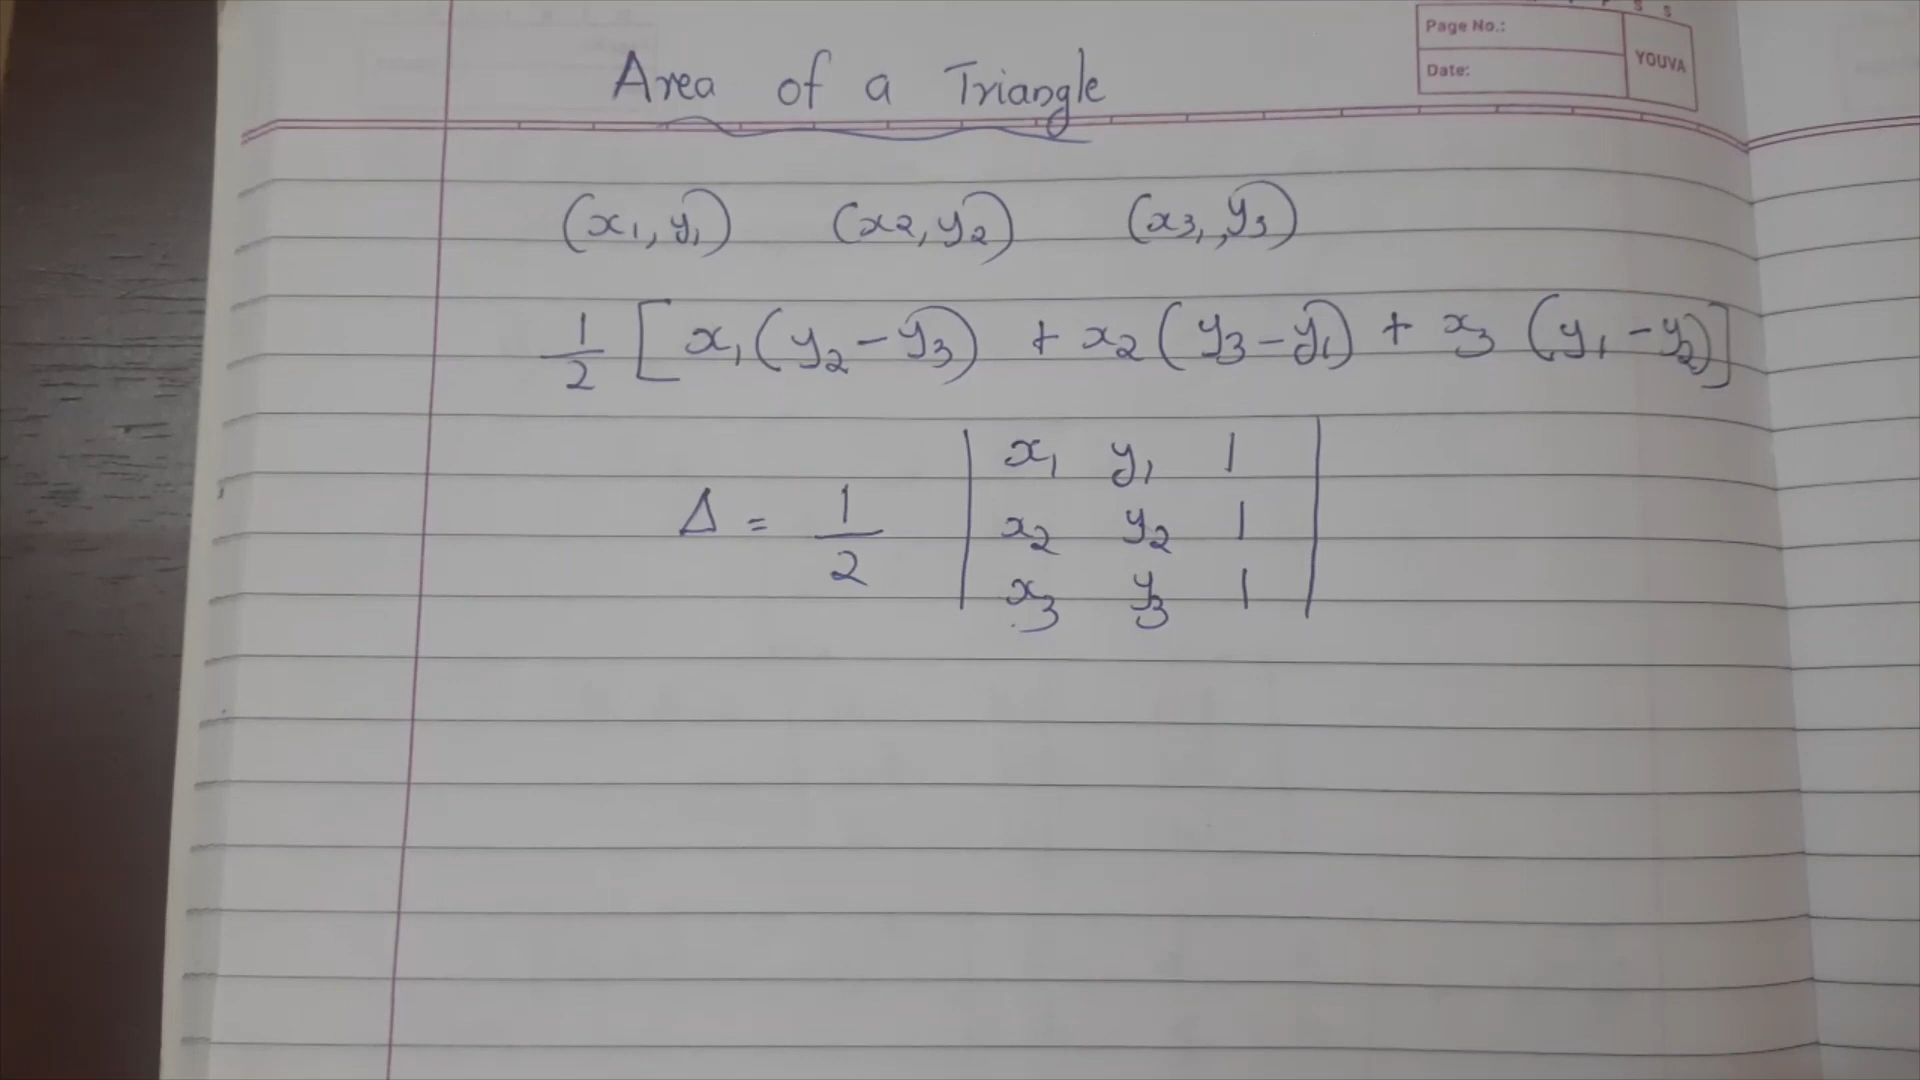 Page No.:
Date:
YOUVA
Area of a Triangle
(x₁, y₁) (x₂, y₂) (x₃, y₃)
1/2 [x₁(y₂ - y₃) + x₂(y₃ - y₁) + x₃(y₁ - y₂)]
Δ = 1/2 | x₁ y₁ 1 |
| x₂ y₂ 1 |
| x₃ y₃ 1 |